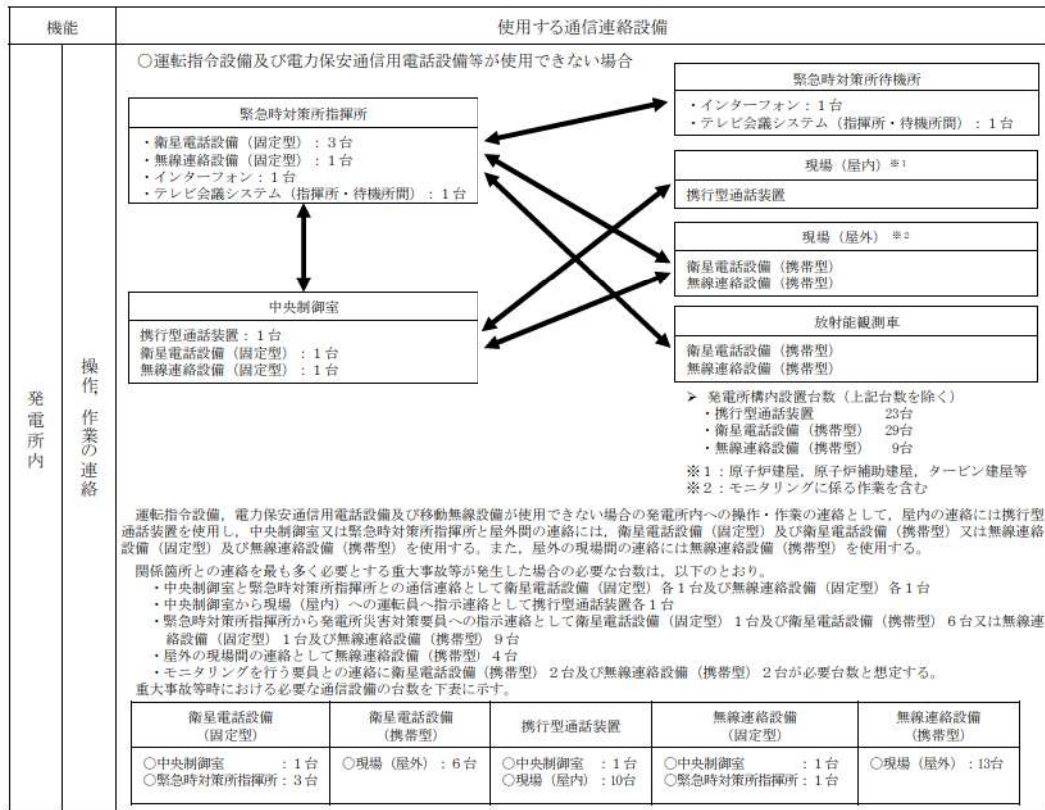 機能
使用する通信連絡設備
発電所内
操作，作業の連絡
○運転指令設備及び電力保安通信用電話設備等が使用できない場合
緊急時対策所指揮所
・衛星電話設備（固定型）：3台
・無線連絡設備（固定型）：1台
・インターフォン：1台
・テレビ会議システム（指揮所・待機所間）：1台
緊急時対策所待機所
・インターフォン：1台
・テレビ会議システム（指揮所・待機所間）：1台
現場（屋内）※1
携行型通話装置
現場（屋外）※2
衛星電話設備（携帯型）
無線連絡設備（携帯型）
中央制御室
携行型通話装置：1台
衛星電話設備（固定型）：1台
無線連絡設備（固定型）：1台
放射能観測車
衛星電話設備（携帯型）
無線連絡設備（携帯型）
➢ 発電所構内設置台数（上記台数を除く）
・携行型通話装置 23台
・衛星電話設備（携帯型） 29台
・無線連絡設備（携帯型） 9台
※1：原子炉建屋，原子炉補助建屋，タービン建屋等
※2：モニタリングに係る作業を含む
運転指令設備，電力保安通信用電話設備及び移動無線設備が使用できない場合の発電所内への操作・作業の連絡として，屋内の連絡には携行型
通話装置を使用し，中央制御室又は緊急時対策所指揮所と屋外間の連絡には，衛星電話設備（固定型）及び衛星電話設備（携帯型）又は無線連絡
設備（固定型）及び無線連絡設備（携帯型）を使用する。また，屋外の現場間の連絡には無線連絡設備（携帯型）を使用する。
関係箇所との連絡を最も多く必要とする重大事故等が発生した場合の必要な台数は，以下のとおり。
・中央制御室と緊急時対策所指揮所との通信連絡として衛星電話設備（固定型）各1台及び無線連絡設備（固定型）各1台
・中央制御室から現場（屋内）への運転員へ指示連絡として携行型通話装置各1台
・緊急時対策所指揮所から発電所災害対策要員への指示連絡として衛星電話設備（固定型）1台及び衛星電話設備（携帯型）6台又は無線連
絡設備（固定型）1台及び無線連絡設備（携帯型）9台
・屋外の現場間の連絡として無線連絡設備（携帯型）4台
・モニタリングを行う要員との連絡に衛星電話設備（携帯型）2台及び無線連絡設備（携帯型）2台が必要台数と想定する。
重大事故等時における必要な通信設備の台数を下表に示す。
衛星電話設備
（固定型）
衛星電話設備
（携帯型）
携行型通話装置
無線連絡設備
（固定型）
無線連絡設備
（携帯型）
○中央制御室 ：1台
○緊急時対策所指揮所：3台
○現場（屋外）：6台
○中央制御室 ：1台
○現場（屋内）：10台
○中央制御室 ：1台
○緊急時対策所指揮所：1台
○現場（屋外）：13台